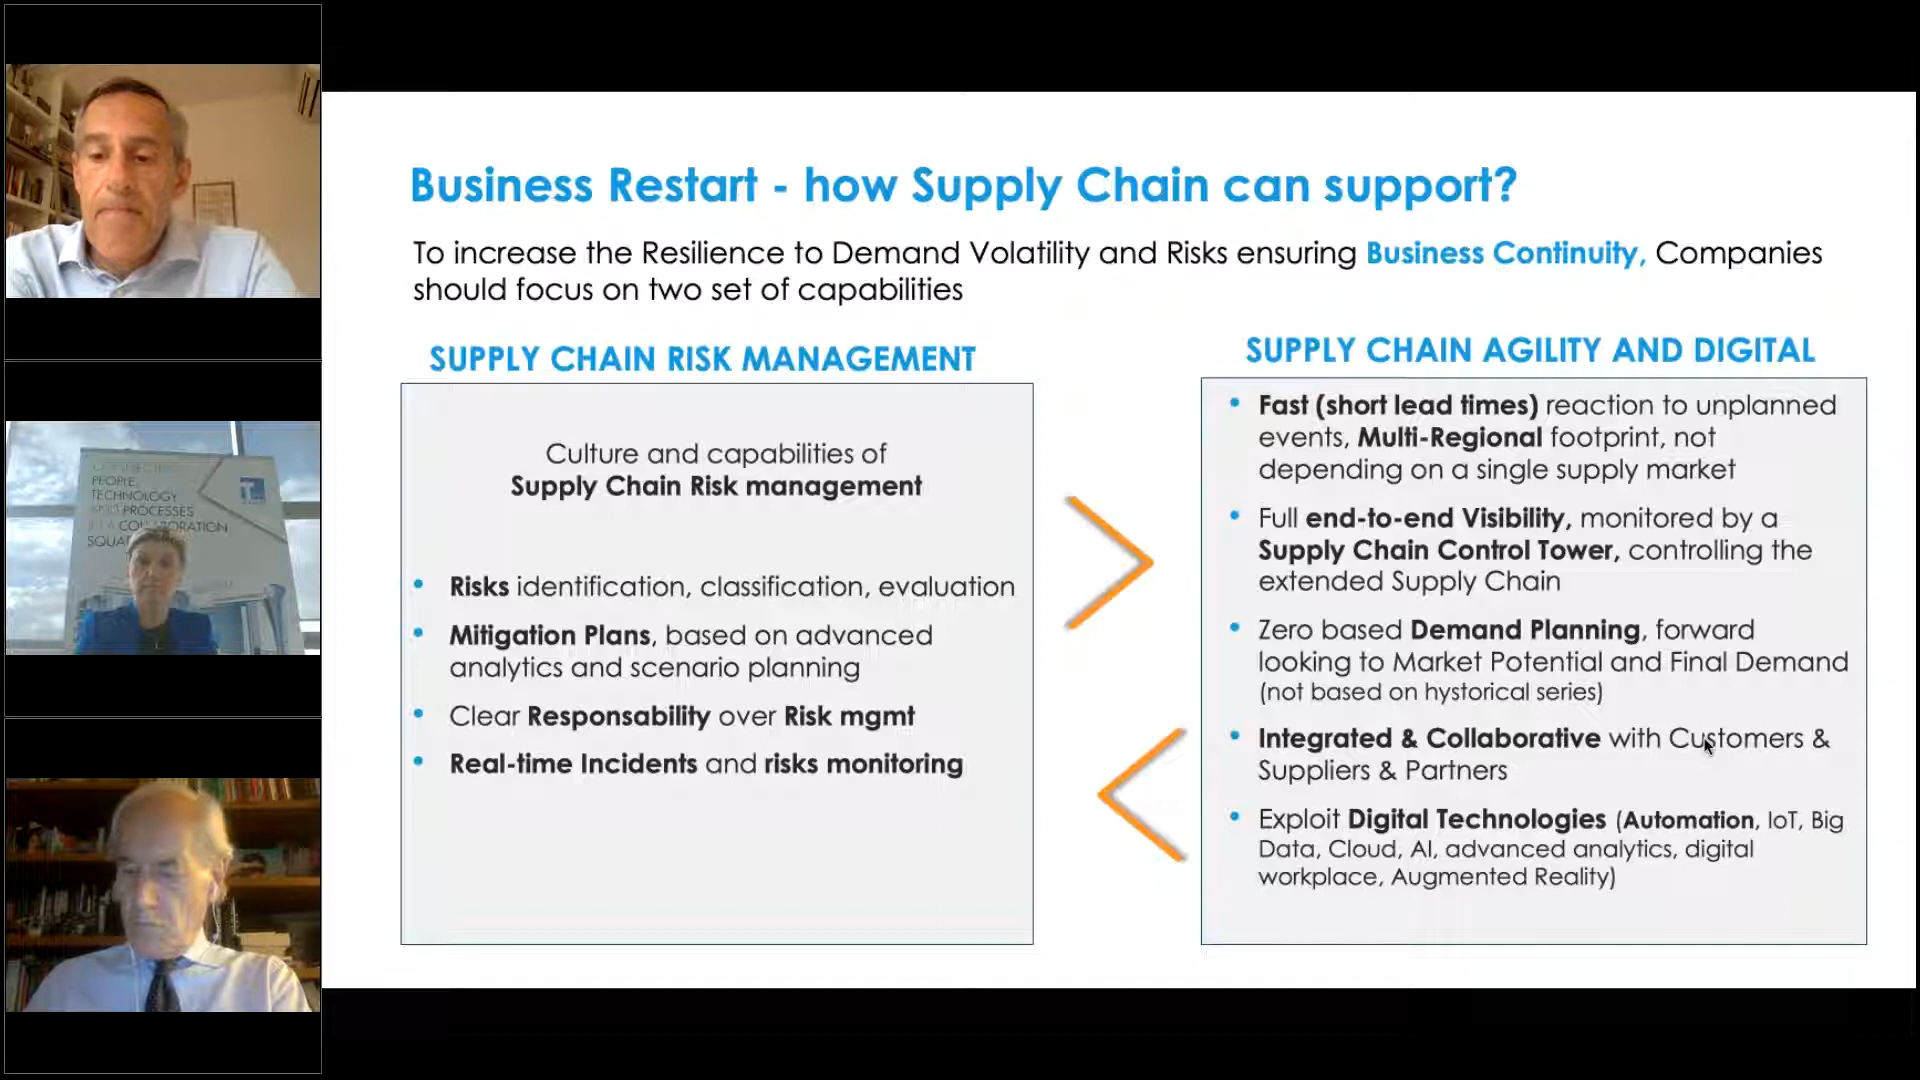 Business Restart - how Supply Chain can support?
To increase the Resilience to Demand Volatility and Risks ensuring Business Continuity, Companies
should focus on two set of capabilities
SUPPLY CHAIN RISK MANAGEMENT
Culture and capabilities of
Supply Chain Risk management
• Risks identification, classification, evaluation
• Mitigation Plans, based on advanced
analytics and scenario planning
• Clear Responsability over Risk mgmt
• Real-time Incidents and risks monitoring
SUPPLY CHAIN AGILITY AND DIGITAL
• Fast (short lead times) reaction to unplanned
events, Multi-Regional footprint, not
depending on a single supply market
• Full end-to-end Visibility, monitored by a
Supply Chain Control Tower, controlling the
extended Supply Chain
• Zero based Demand Planning, forward
looking to Market Potential and Final Demand
(not based on hystorical series)
• Integrated & Collaborative with Customers &
Suppliers & Partners
• Exploit Digital Technologies (Automation, IoT, Big
Data, Cloud, AI, advanced analytics, digital
workplace, Augmented Reality)
PEOPLE,
TECHNOLOGY
AND PROCESSES